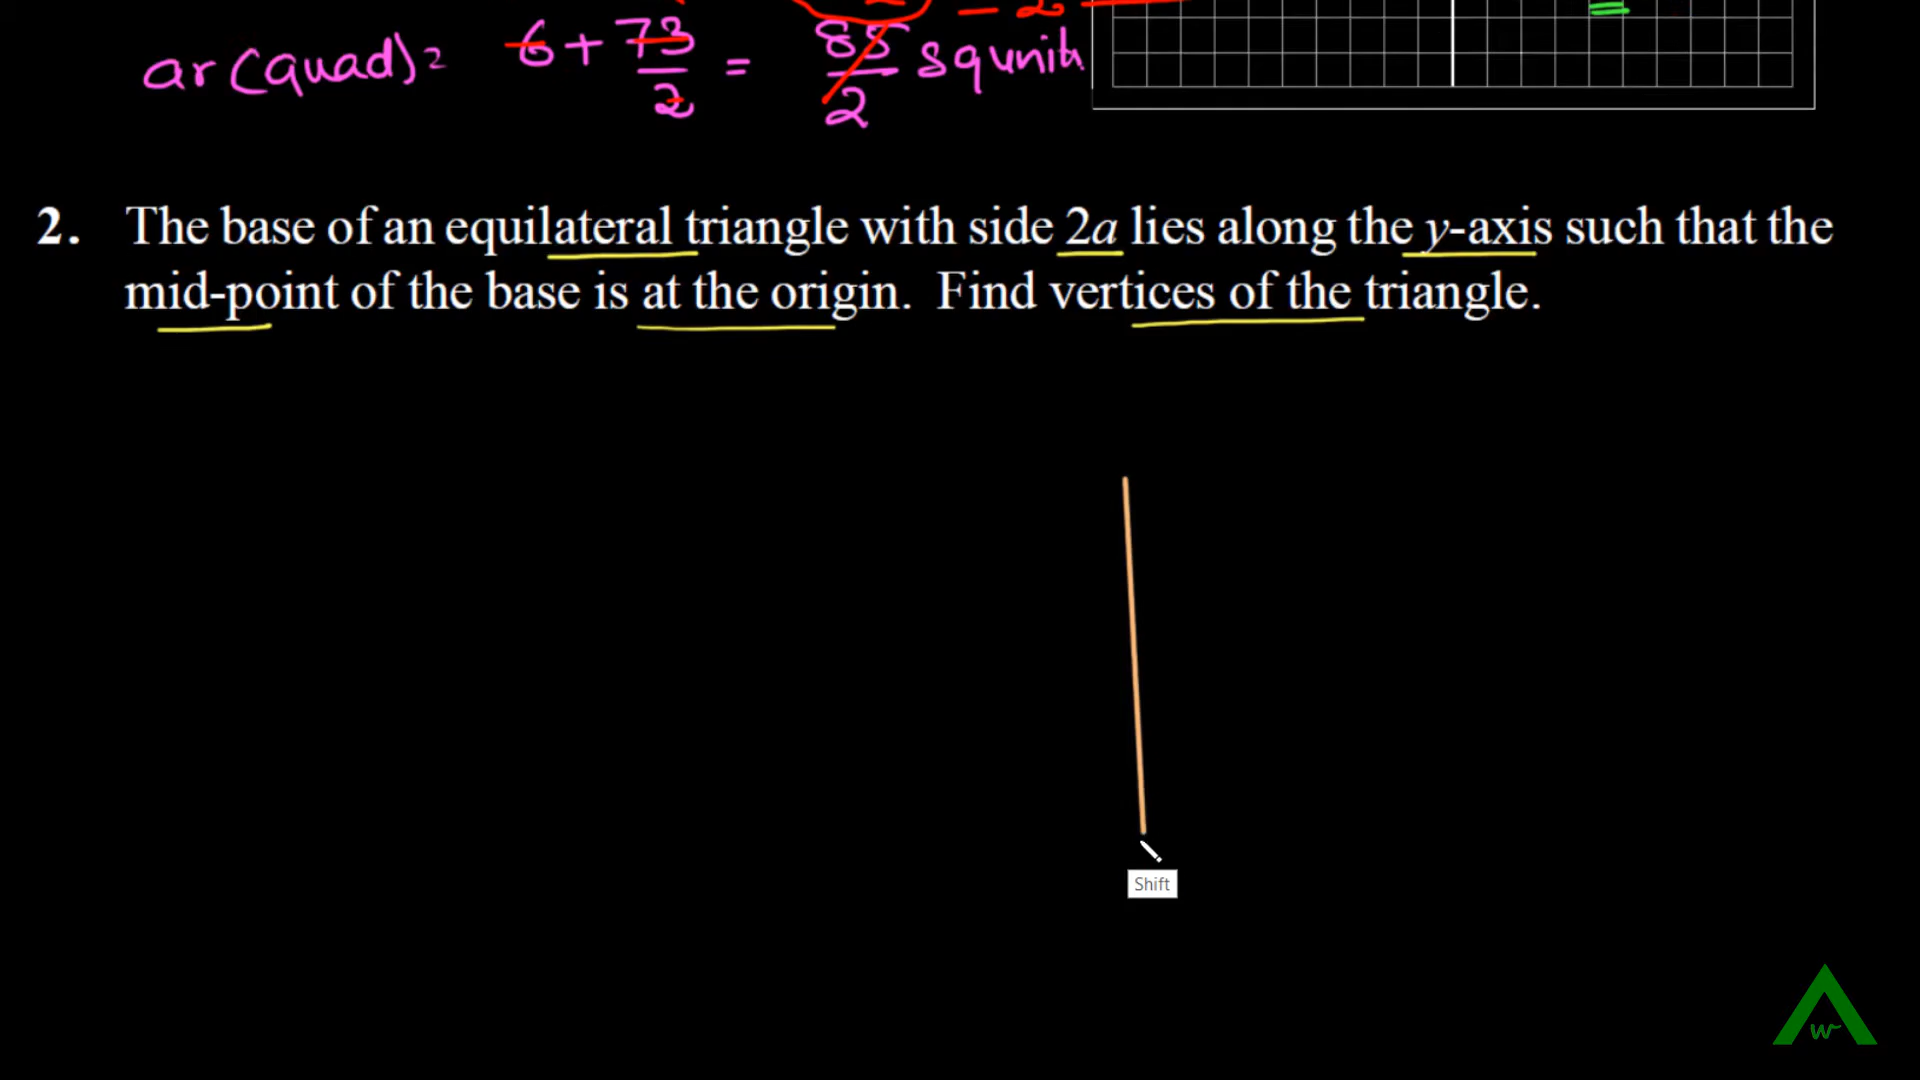 ar (quad) = 6 + 73/2 = 85/2 sq unit
2. The base of an equilateral triangle with side 2a lies along the y-axis such that the
mid-point of the base is at the origin. Find vertices of the triangle.
Shift
W